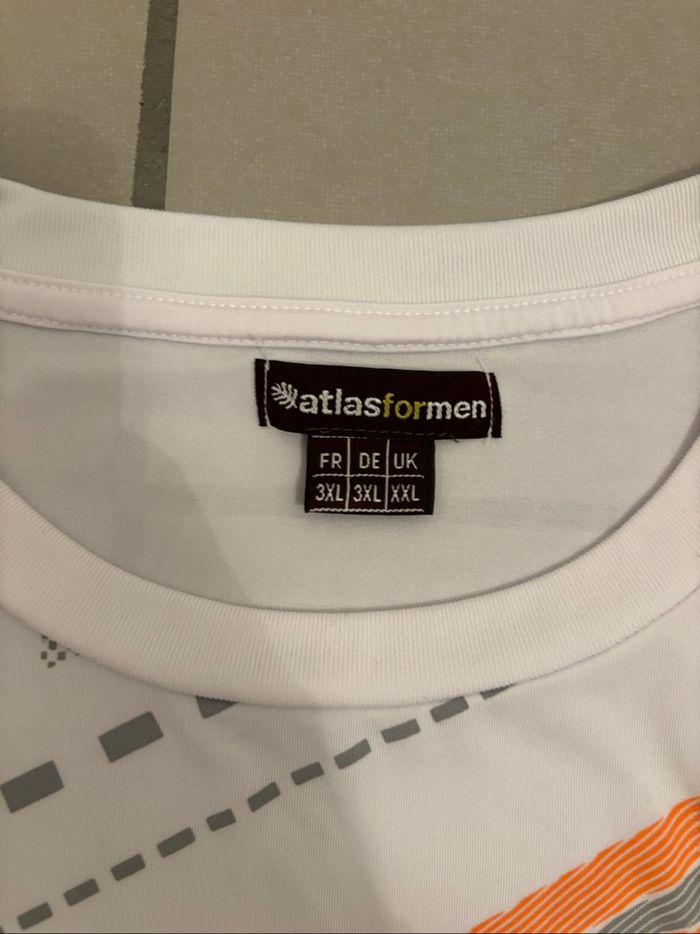 atlasformen
FR DE UK
3XL 3XL XXL